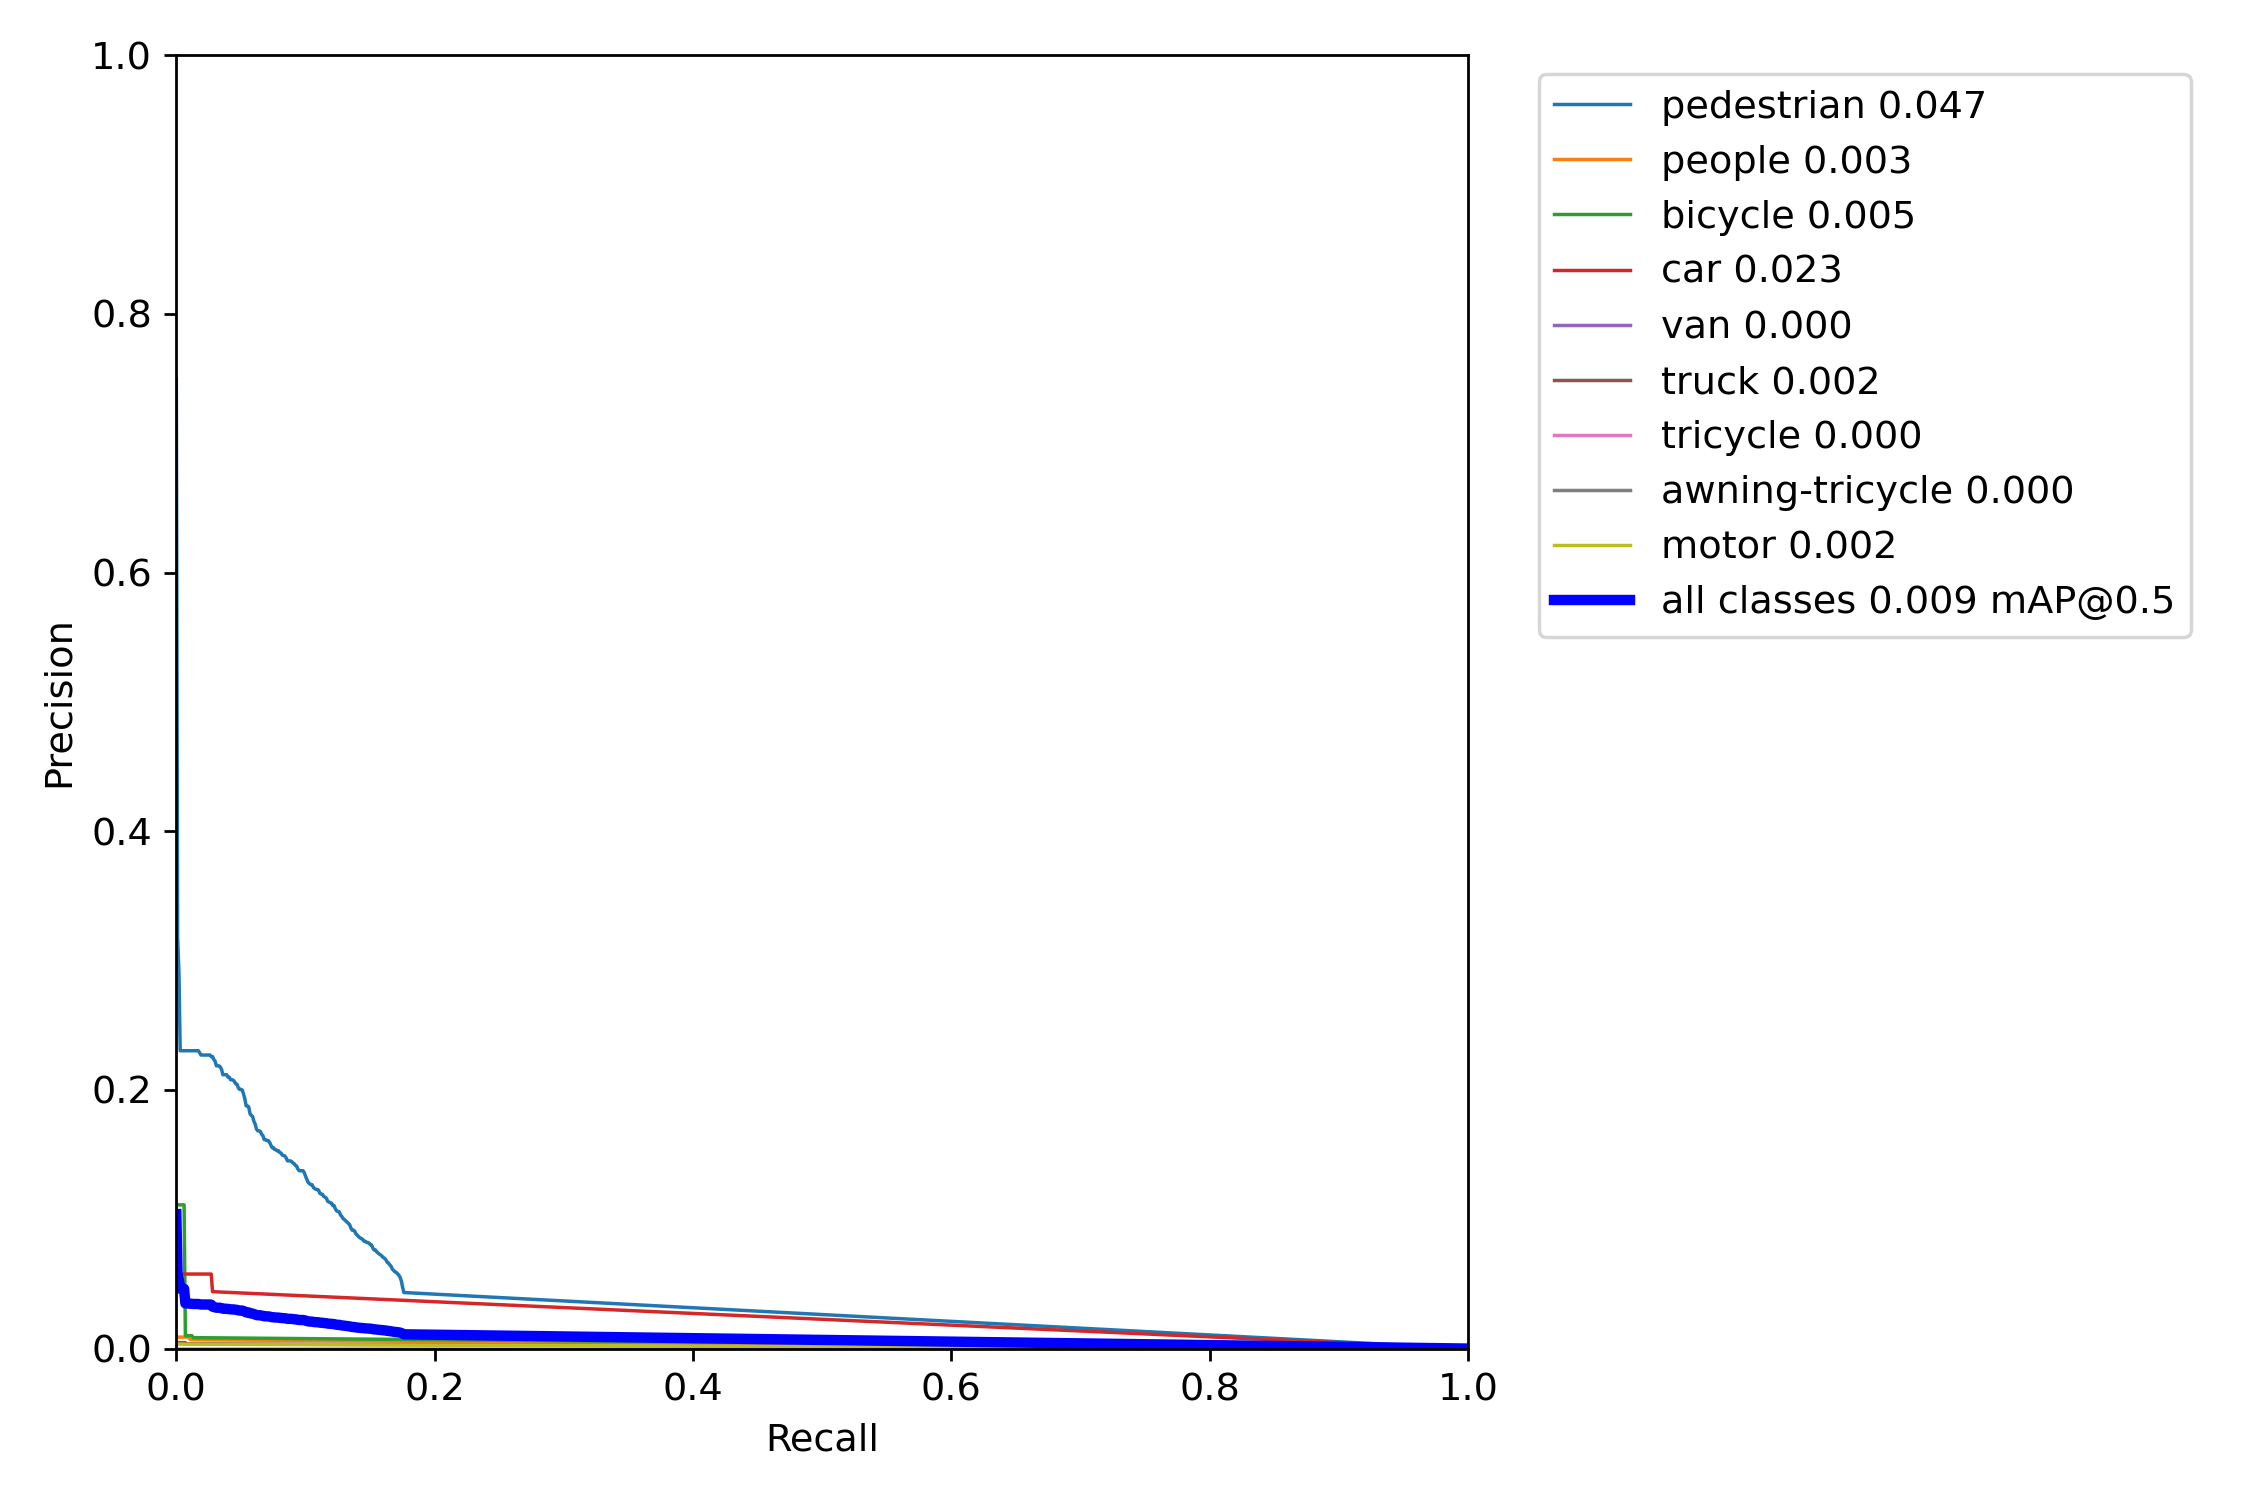 1.0
0.8
0.6
0.4
0.2
0.0
Precision
0.0 0.2 0.4 0.6 0.8 1.0
Recall
pedestrian 0.047
people 0.003
bicycle 0.005
car 0.023
van 0.000
truck 0.002
tricycle 0.000
awning-tricycle 0.000
motor 0.002
all classes 0.009 mAP@0.5